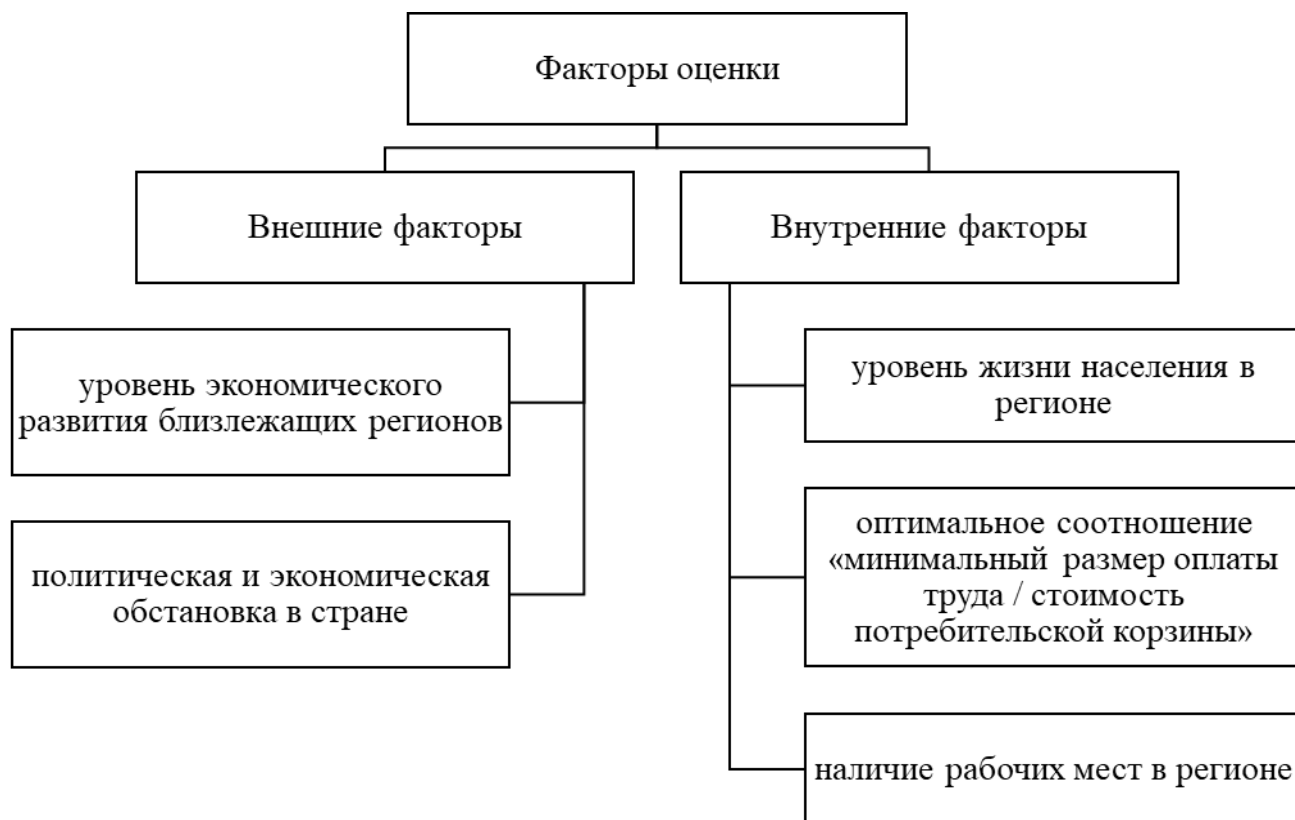 Факторы оценки
Внешние факторы
уровень экономического
развития близлежащих регионов
политическая и экономическая
обстановка в стране
Внутренние факторы
уровень жизни населения в
регионе
оптимальное соотношение
«минимальный размер оплаты
труда / стоимость
потребительской корзины»
наличие рабочих мест в регионе